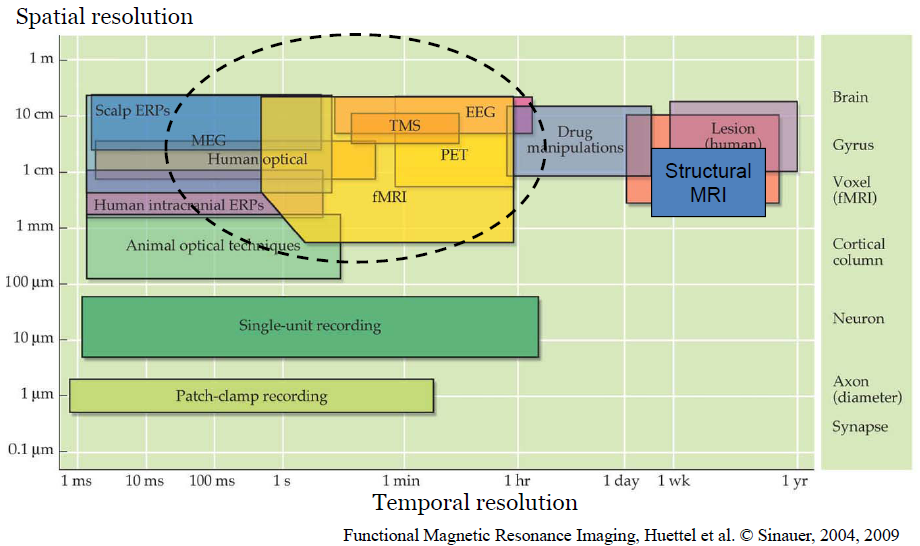 Spatial resolution
1 m
10 cm
1 cm
1 mm
100 µm
10 µm
1 µm
0.1 µm
Scalp ERPs
MEG
Human optical
Human intracranial ERPs
Animal optical techniques
EEG
TMS
PET
fMRI
Drug
manipulations
Lesion
(human)
Structural
MRI
Single-unit recording
Patch-clamp recording
Brain
Gyrus
Voxel
(fMRI)
Cortical
column
Neuron
Axon
(diameter)
Synapse
1 ms
10 ms
100 ms
1 s
1 min
1 hr
1 day
1 wk
1 yr
Temporal resolution
Functional Magnetic Resonance Imaging, Huettel et al. © Sinauer, 2004, 2009